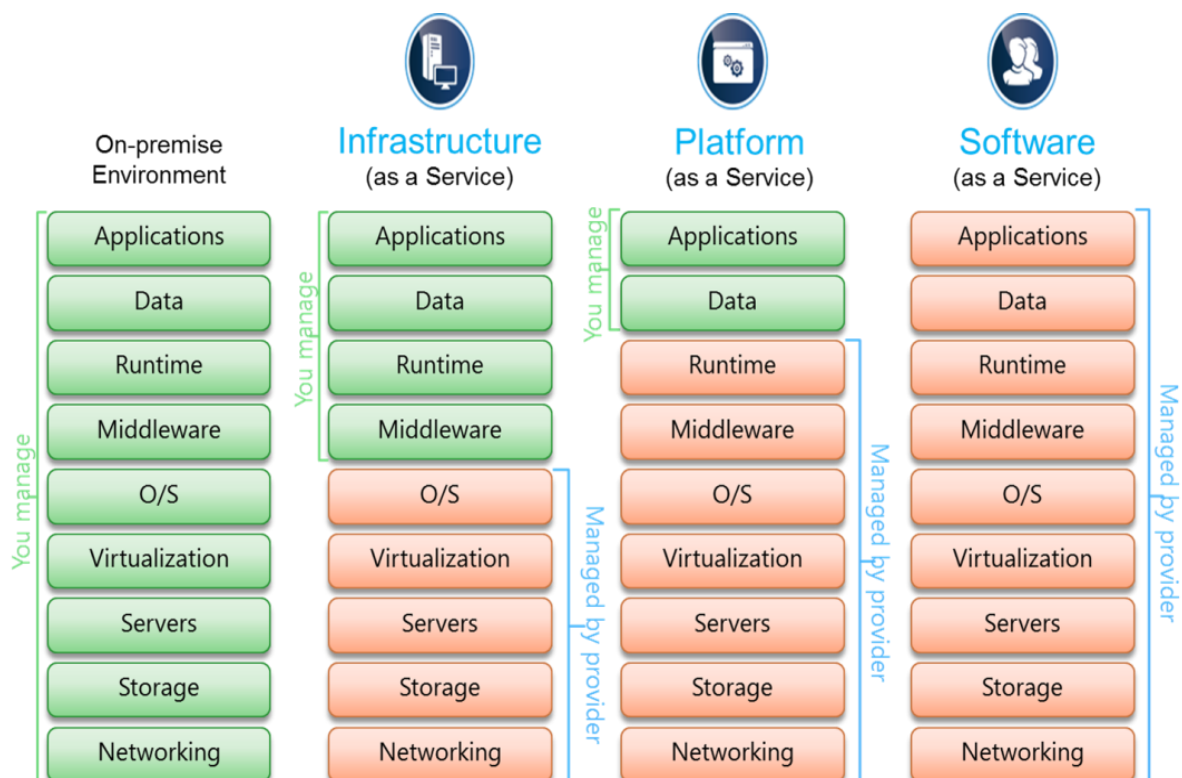 On-premise
Environment
You manage
Applications
Data
Runtime
Middleware
O/S
Virtualization
Servers
Storage
Networking
Infrastructure
(as a Service)
You manage
Applications
Data
Runtime
Middleware
O/S
Virtualization
Servers
Storage
Networking
Managed by provider
Platform
(as a Service)
You manage
Applications
Data
Runtime
Middleware
O/S
Virtualization
Servers
Storage
Networking
Managed by provider
Software
(as a Service)
Applications
Data
Runtime
Middleware
O/S
Virtualization
Servers
Storage
Networking
Managed by provider